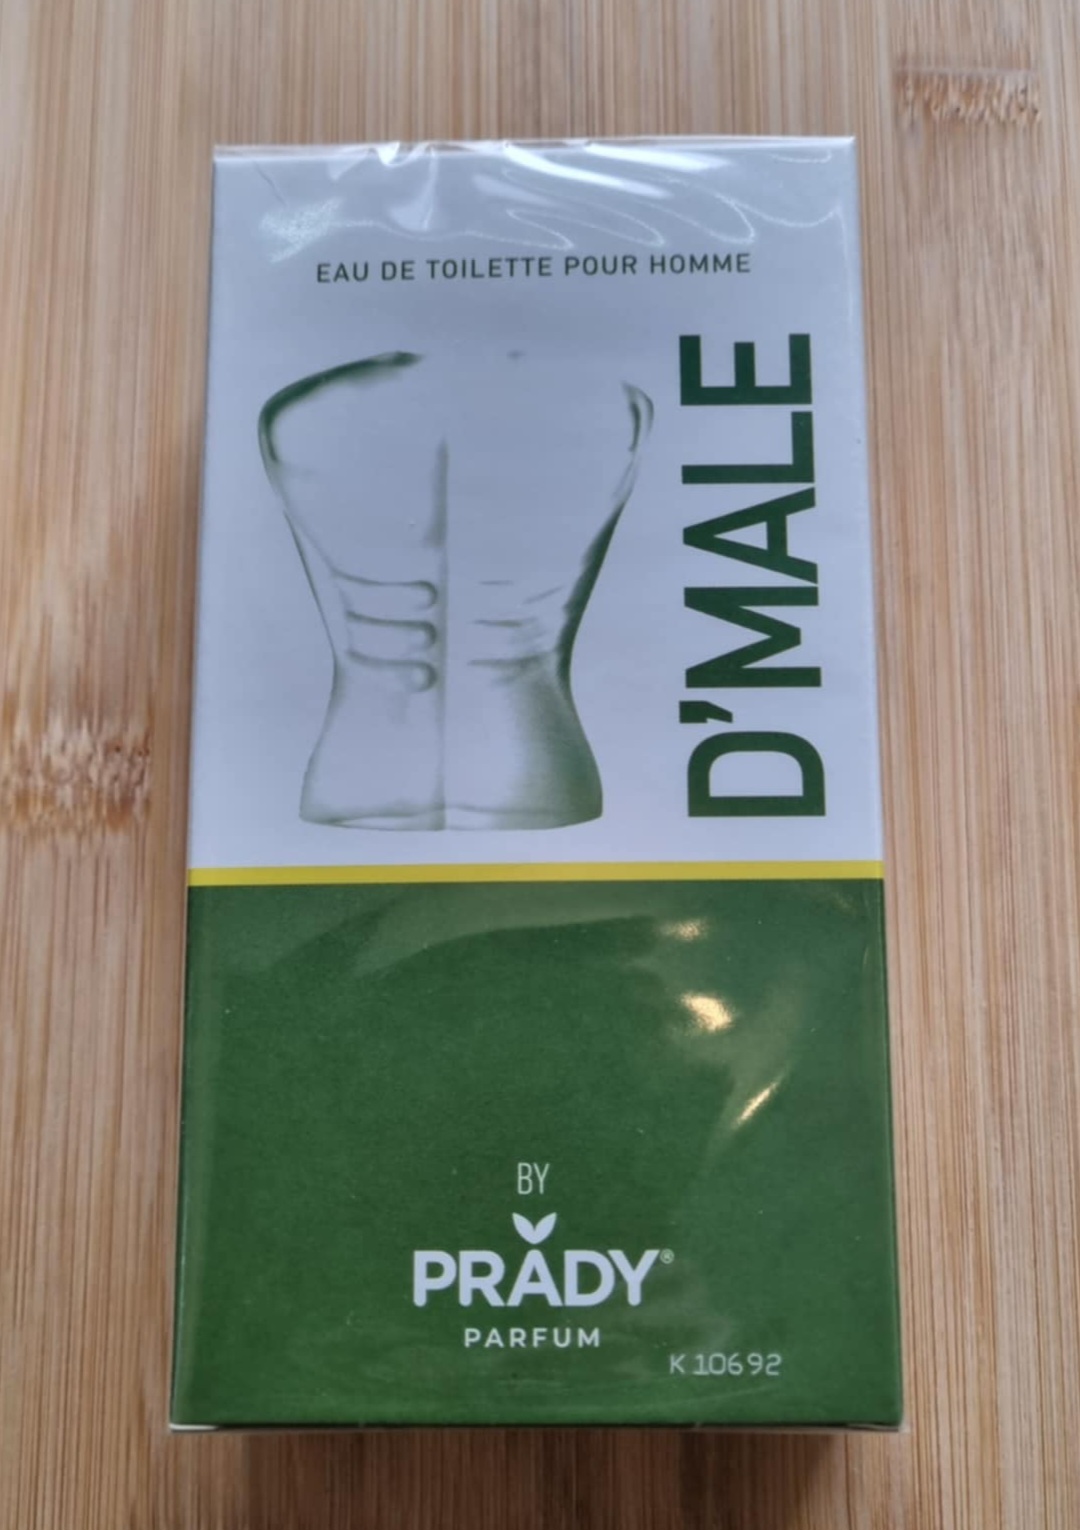 EAU DE TOILETTE POUR HOMME
D'MALE
BY
PRADY®
PARFUM
K 10692